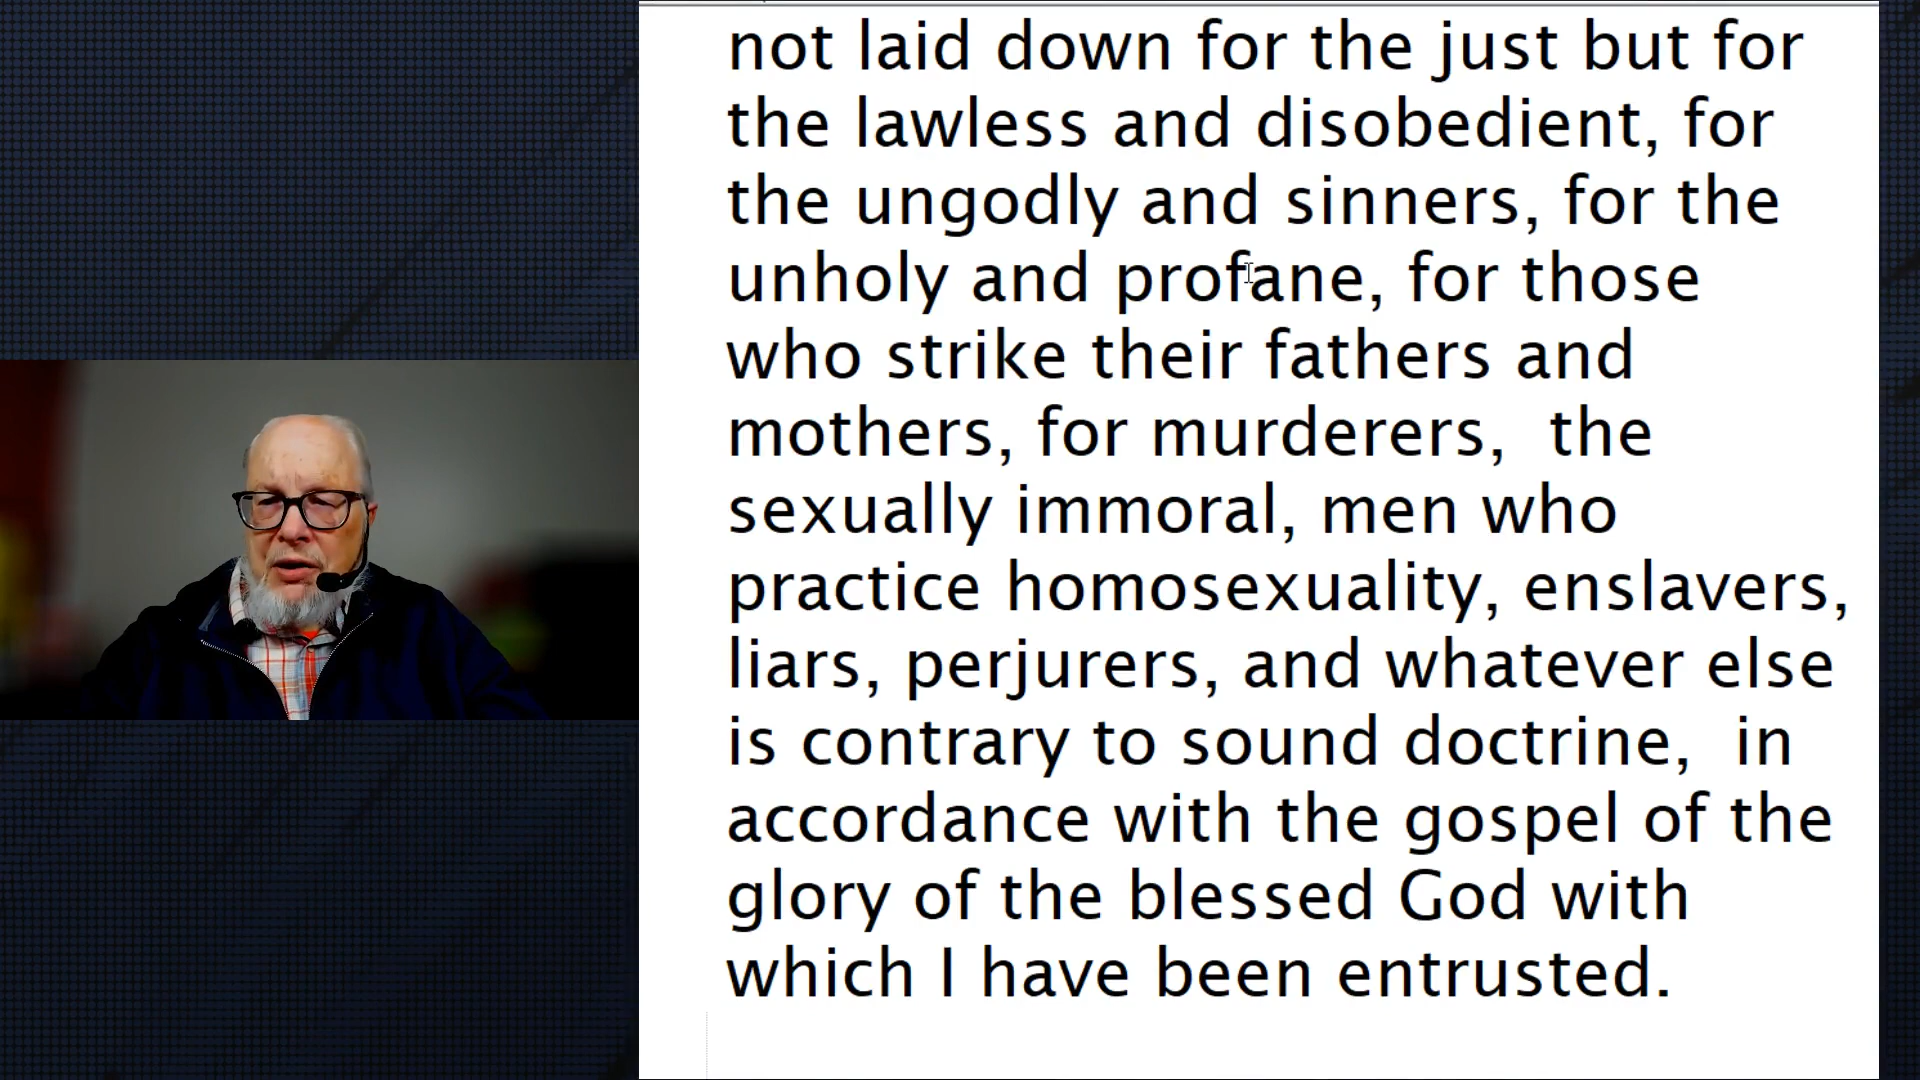 not laid down for the just but for
the lawless and disobedient, for
the ungodly and sinners, for the
unholy and profane, for those
who strike their fathers and
mothers, for murderers,  the
sexually immoral, men who
practice homosexuality, enslavers,
liars, perjurers, and whatever else
is contrary to sound doctrine,  in
accordance with the gospel of the
glory of the blessed God with
which I have been entrusted.